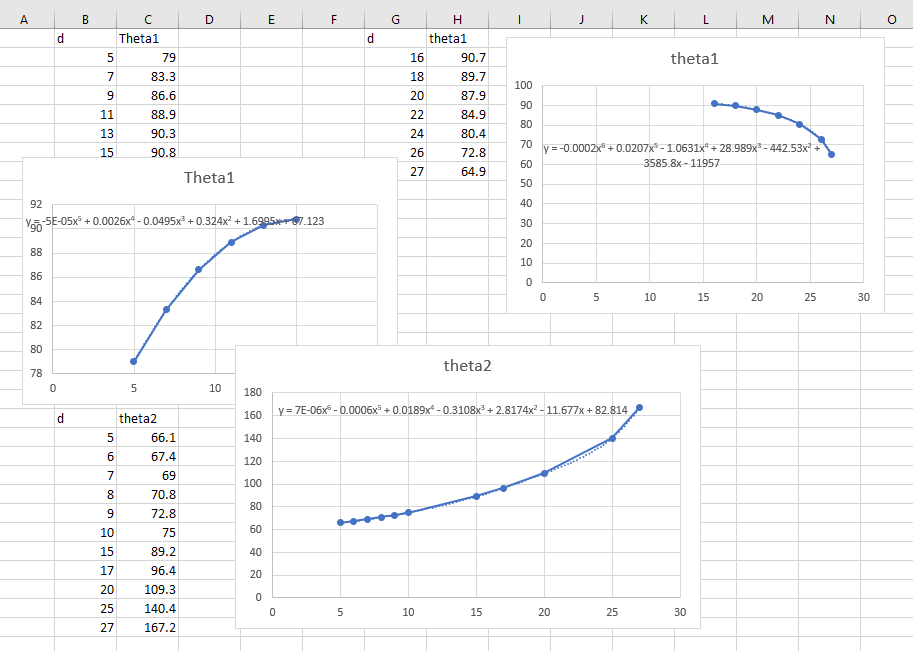 A B C D E F G H I J K L M N O
d Theta1 d theta1
5 79 16 90.7
7 83.3 18 89.7
9 86.6 20 87.9
11 88.9 22 84.9
13 90.3 24 80.4
15 90.8 26 72.8
27 64.9
theta1
100
90
80
70
60
50
40
30
20
10
0
0 5 10 15 20 25 30
y = -0.0002x⁶ + 0.0207x⁵ - 1.0631x⁴ + 28.989x³ - 442.53x² +
3585.8x - 11957
Theta1
92
90
88
86
84
82
80
78
0 5 10
y = -5E-05x⁵ + 0.0026x⁴ - 0.0495x³ + 0.324x² + 1.6995x + 67.123
d theta2
5 66.1
6 67.4
7 69
8 70.8
9 72.8
10 75
15 89.2
17 96.4
20 109.3
25 140.4
27 167.2
theta2
180
160
140
120
100
80
60
40
20
0
0 5 10 15 20 25 30
y = 7E-06x⁶ - 0.0006x⁵ + 0.0189x⁴ - 0.3108x³ + 2.8174x² - 11.677x + 82.814